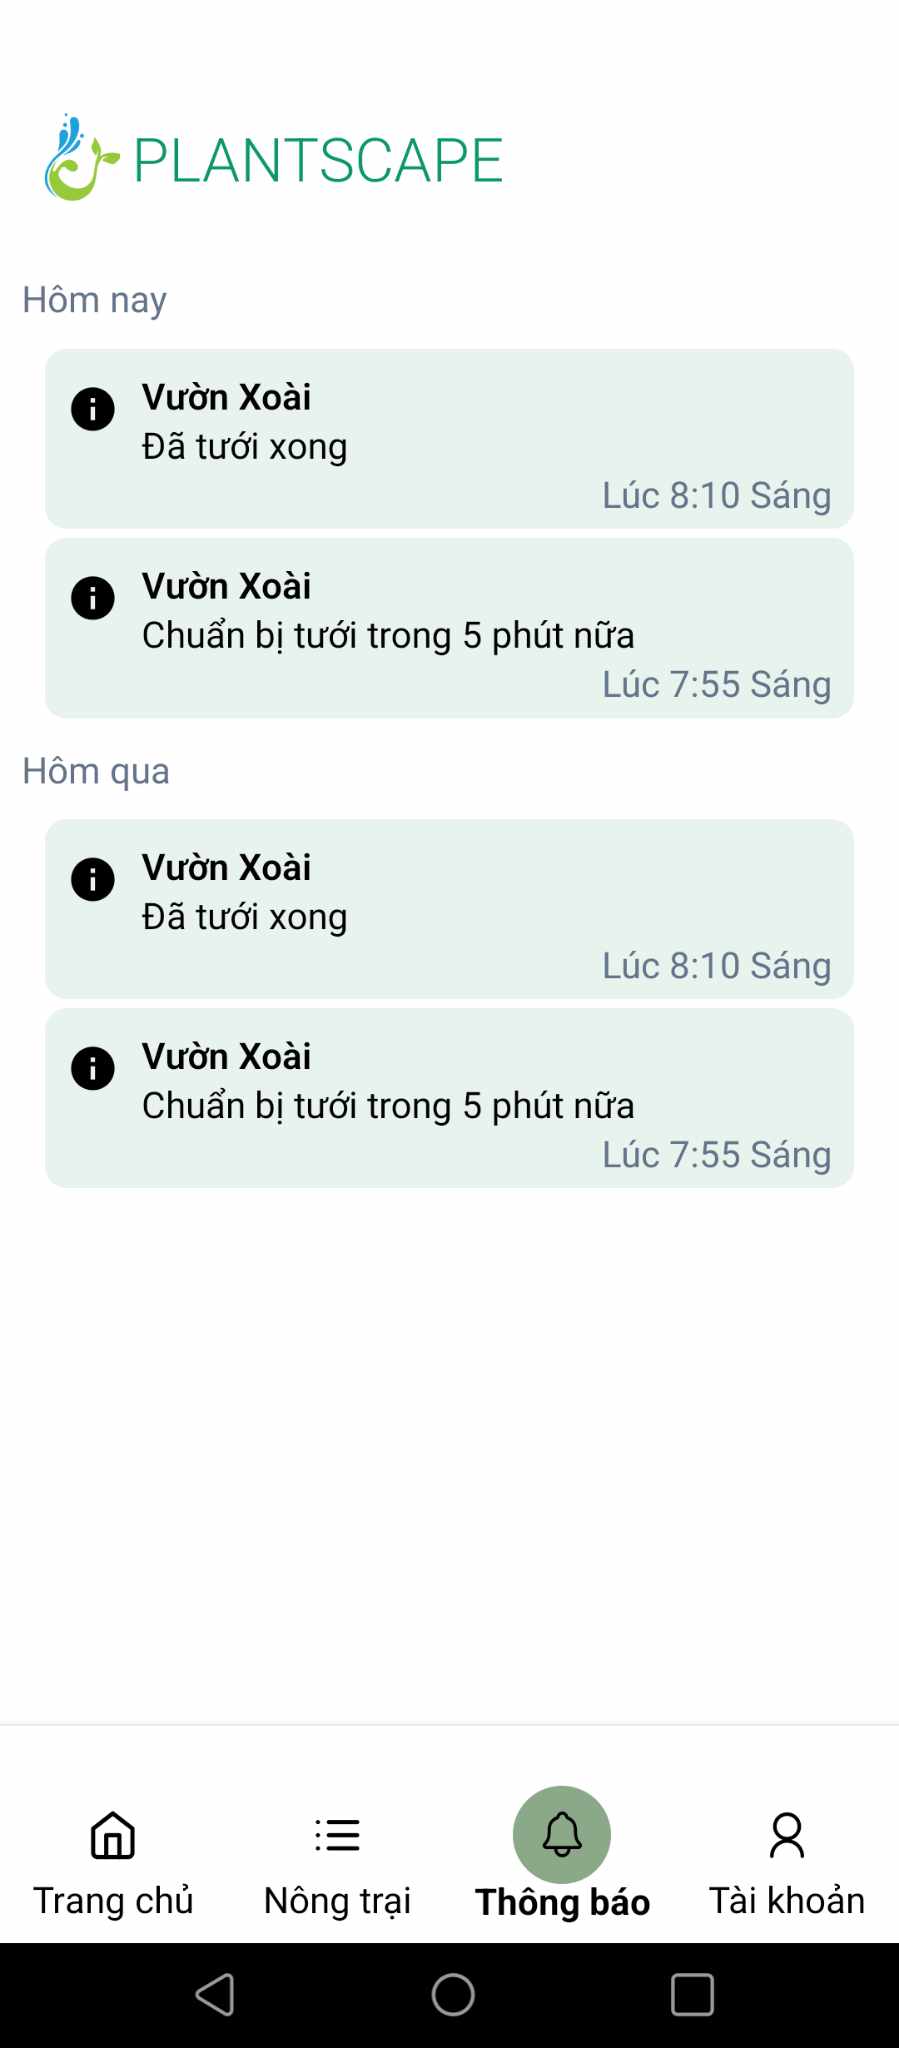 PLANTSCAPE
Hôm nay
Vườn Xoài
Đã tưới xong
Lúc 8:10 Sáng
Vườn Xoài
Chuẩn bị tưới trong 5 phút nữa
Lúc 7:55 Sáng
Hôm qua
Vườn Xoài
Đã tưới xong
Lúc 8:10 Sáng
Vườn Xoài
Chuẩn bị tưới trong 5 phút nữa
Lúc 7:55 Sáng
Trang chủ
Nông trại
Thông báo
Tài khoản